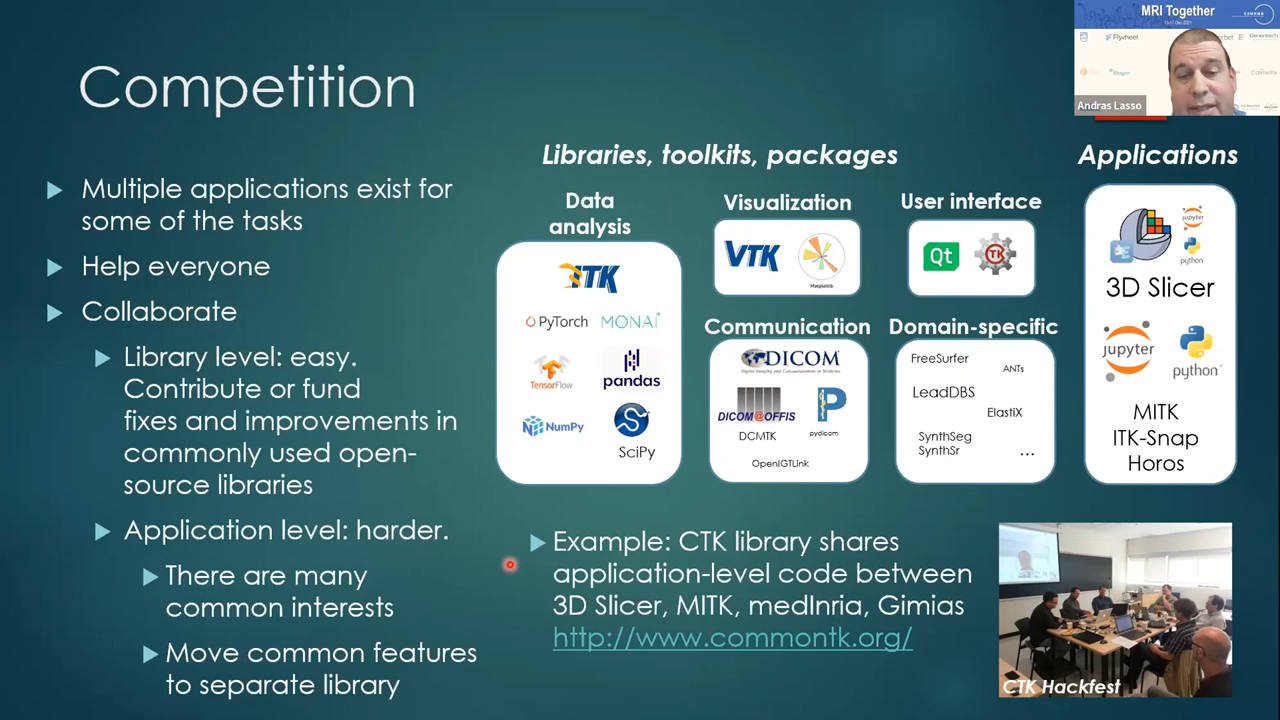 MRI Together
Flyheel
Andras Lasso
Competition
Multiple applications exist for
some of the tasks
Help everyone
Collaborate
Library level: easy.
Contribute or fund
fixes and improvements in
commonly used open-
source libraries
Application level: harder.
There are many
common interests
Move common features
to separate library
Libraries, toolkits, packages
Data
analysis
ITK
PyTorch
MONAI
TensorFlow
pandas
NumPy
SciPy
Visualization
VTK
Matplotlib
User interface
Qt
TK
Communication
DICOM
Digital Imaging and Communications in Medicine
DICOM@OFFIS
DCMTK
P
pydicom
OpenIGTLink
Domain-specific
FreeSurfer
ANTs
LeadDBS
ElastiX
SynthSeg
SynthSr
...
Applications
jupyter
python
3D Slicer
jupyter
python
MITK
ITK-Snap
Horos
Example: CTK library shares
application-level code between
3D Slicer, MITK, medInria, Gimias
http://www.commontk.org/
CTK Hackfest